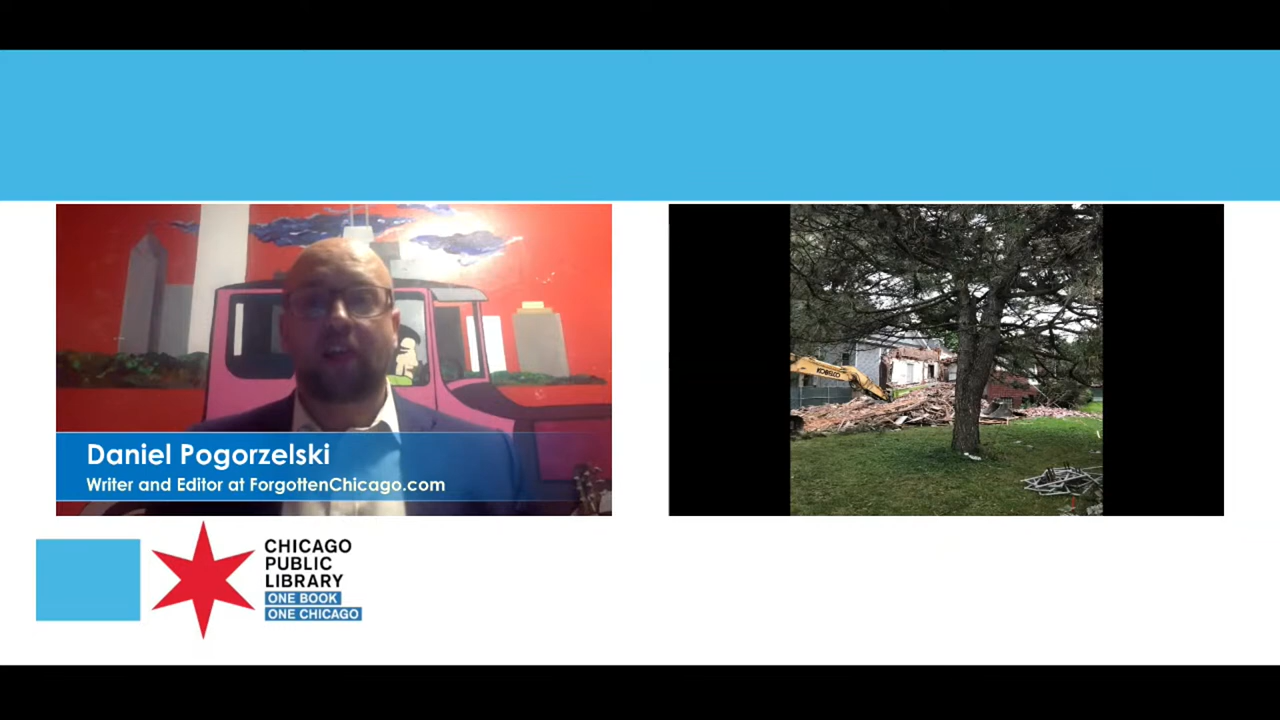 Daniel Pogorzelski
Writer and Editor at ForgottenChicago.com
KOBELCO
CHICAGO
PUBLIC
LIBRARY
ONE BOOK
ONE CHICAGO